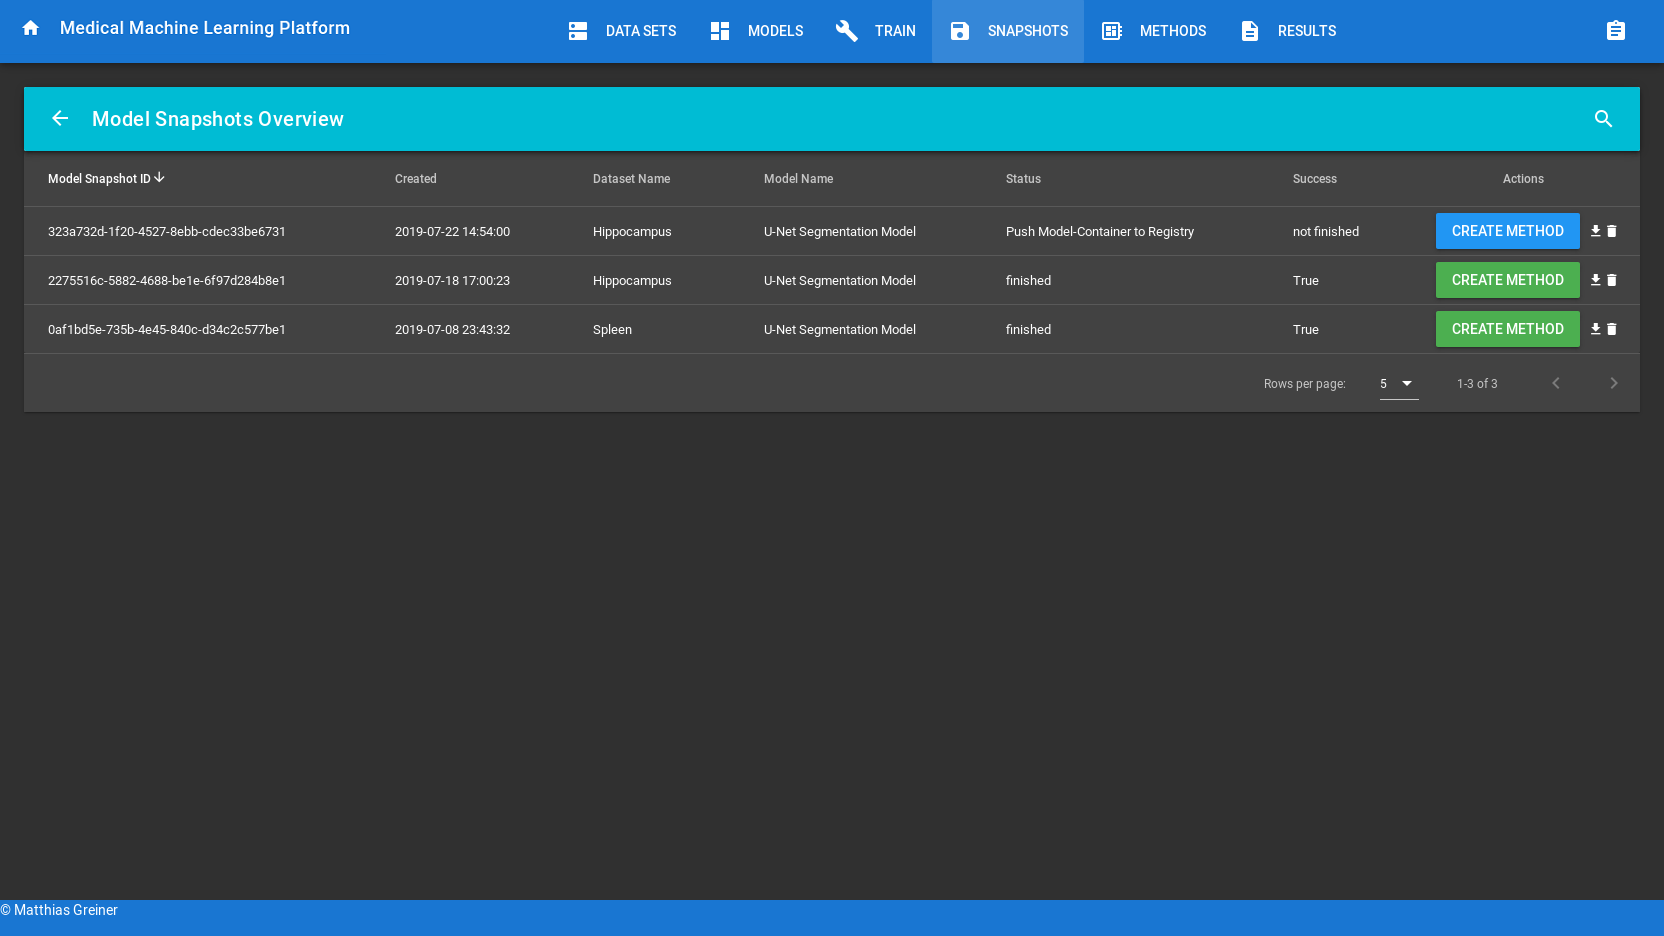 Medical Machine Learning Platform DATA SETS MODELS TRAIN SNAPSHOTS METHODS RESULTS
Model Snapshots Overview
Model Snapshot ID Created Dataset Name Model Name Status Success Actions
323a732d-1f20-4527-8ebb-cdec33be6731 2019-07-22 14:54:00 Hippocampus U-Net Segmentation Model Push Model-Container to Registry not finished CREATE METHOD
2275516c-5882-4688-be1e-6f97d284b8e1 2019-07-18 17:00:23 Hippocampus U-Net Segmentation Model finished True CREATE METHOD
0af1bd5e-735b-4e45-840c-d34c2c577be1 2019-07-08 23:43:32 Spleen U-Net Segmentation Model finished True CREATE METHOD
Rows per page: 5 1-3 of 3
© Matthias Greiner